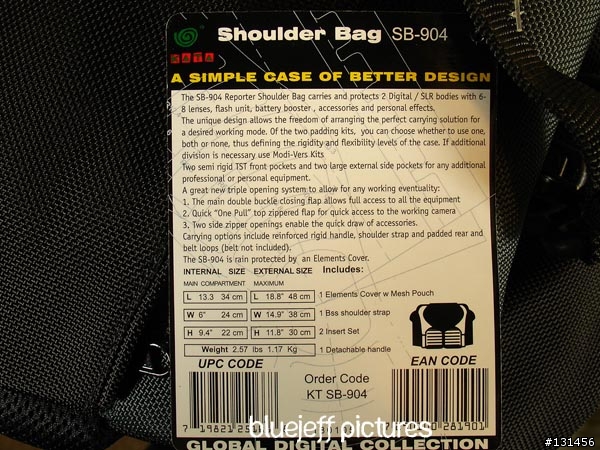 Shoulder Bag SB-904
KATA
A SIMPLE CASE OF BETTER DESIGN
The SB-904 Reporter Shoulder Bag carries and protects 2 Digital / SLR bodies with 6-
8 lenses, flash unit, battery booster , accessories and personal effects.
The unique design allows the freedom of arranging the perfect carrying solution for
a desired working mode. Of the two padding kits, you can choose whether to use one,
both or none, thus defining the rigidity and flexibility levels of the case. If additional
division is necessary use Modi-Vers Kits
Two semi rigid TST front pockets and two large external side pockets for any additional
professional or personal equipment.
A great new triple opening system to allow for any working eventuality:
1. The main double buckle closing flap allows full access to all the equipment
2. Quick "One Pull" top zippered flap for quick access to the working camera
3. Two side zipper openings enable the quick draw of accessories.
Carrying options include reinforced rigid handle, shoulder strap and padded rear and
belt loops (belt not included).
The SB-904 is rain protected by an Elements Cover.
INTERNAL SIZE EXTERNAL SIZE Includes:
MAIN COMPARTMENT MAXIMUM
L 13.3 34 cm L 18.8" 48 cm 1 Elements Cover w Mesh Pouch
W 6" 24 cm W 14.9" 38 cm 1 Bss shoulder strap
H 9.4" 22 cm H 11.8" 30 cm 2 Insert Set
Weight 2.57 lbs 1.17 Kg 1 Detachable handle
UPC CODE EAN CODE
Order Code
KT SB-904
bluejeff pictures
GLOBAL DIGITAL COLLECTION
#131456